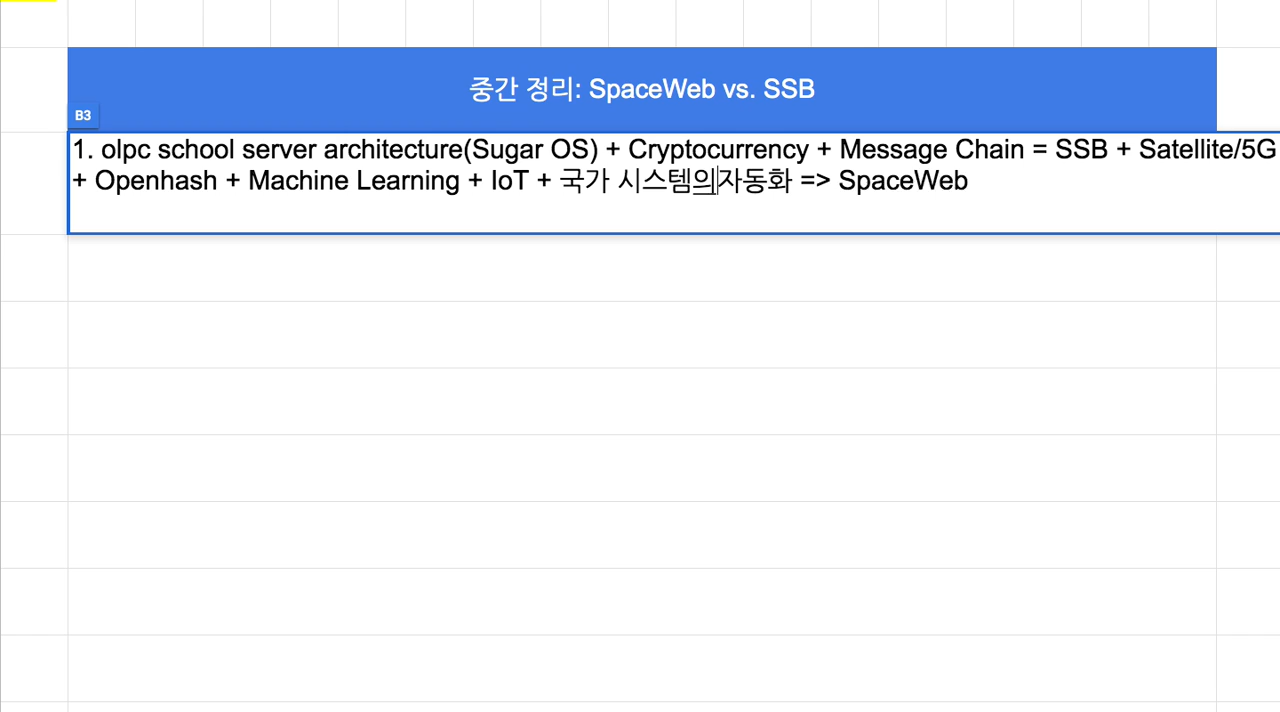 중간 정리: SpaceWeb vs. SSB
B3
1. olpc school server architecture(Sugar OS) + Cryptocurrency + Message Chain = SSB + Satellite/5G
+ Openhash + Machine Learning + IoT + 국가 시스템의자동화 => SpaceWeb